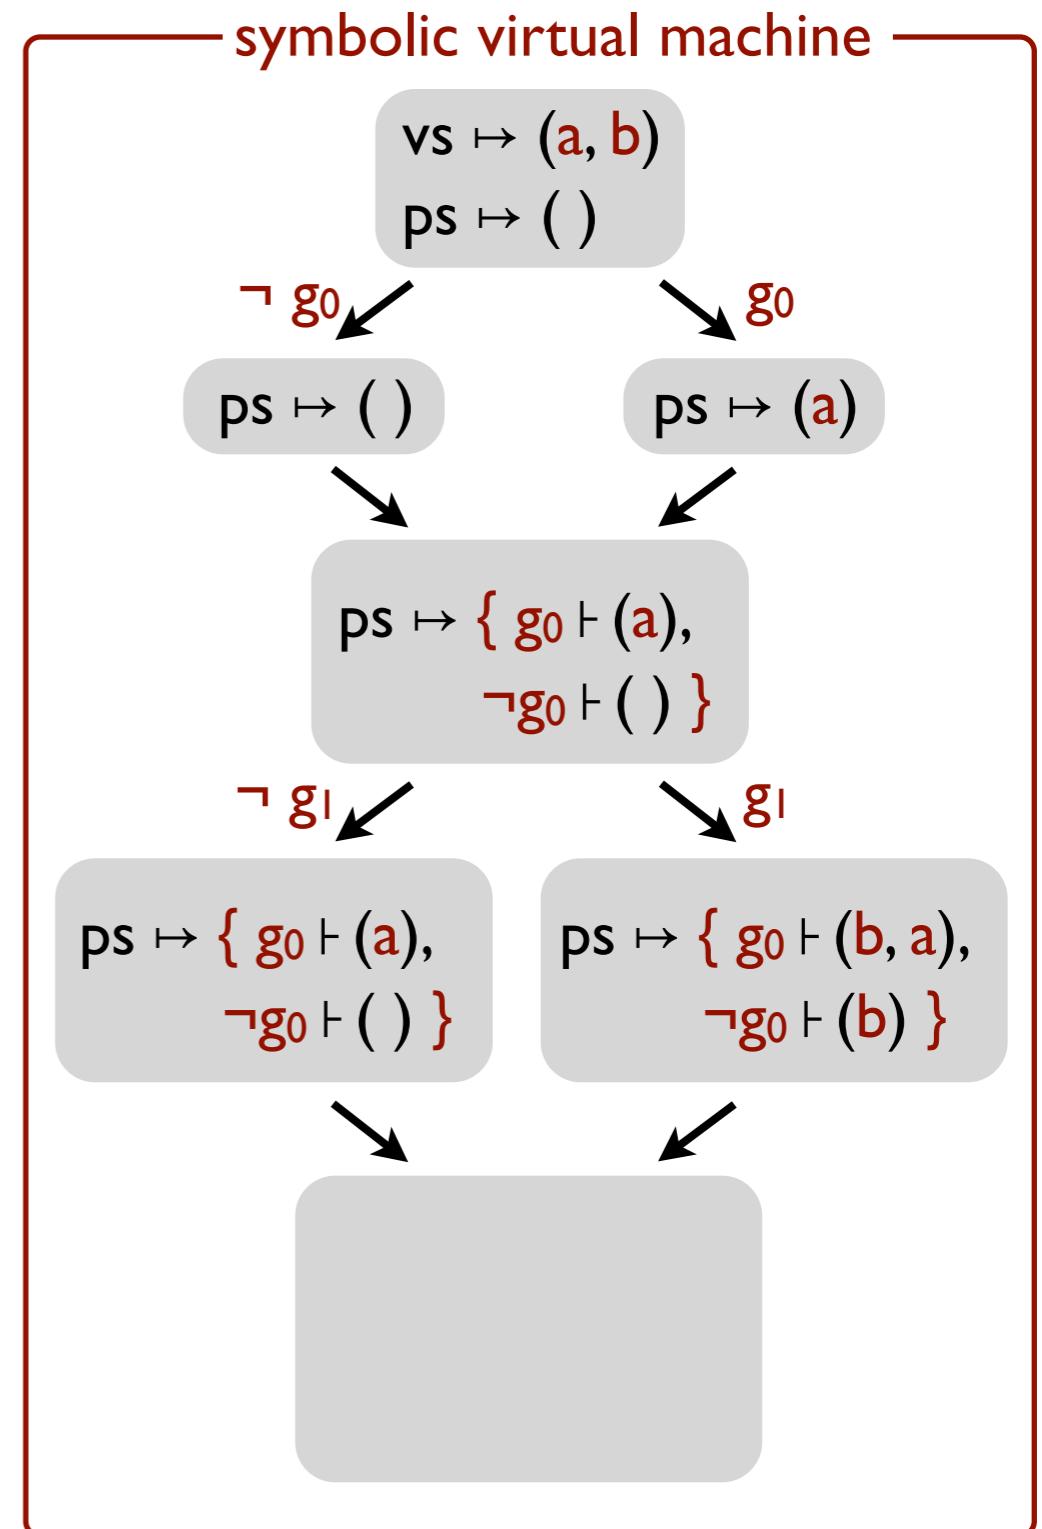 symbolic virtual machine
vs ↦ (a, b)
ps ↦ ( )
¬ g₀
g₀
ps ↦ ( )
ps ↦ (a)
ps ↦ { g₀ ⊦ (a),
¬g₀ ⊦ ( ) }
¬ g₁
g₁
ps ↦ { g₀ ⊦ (a),
¬g₀ ⊦ ( ) }
ps ↦ { g₀ ⊦ (b, a),
¬g₀ ⊦ (b) }